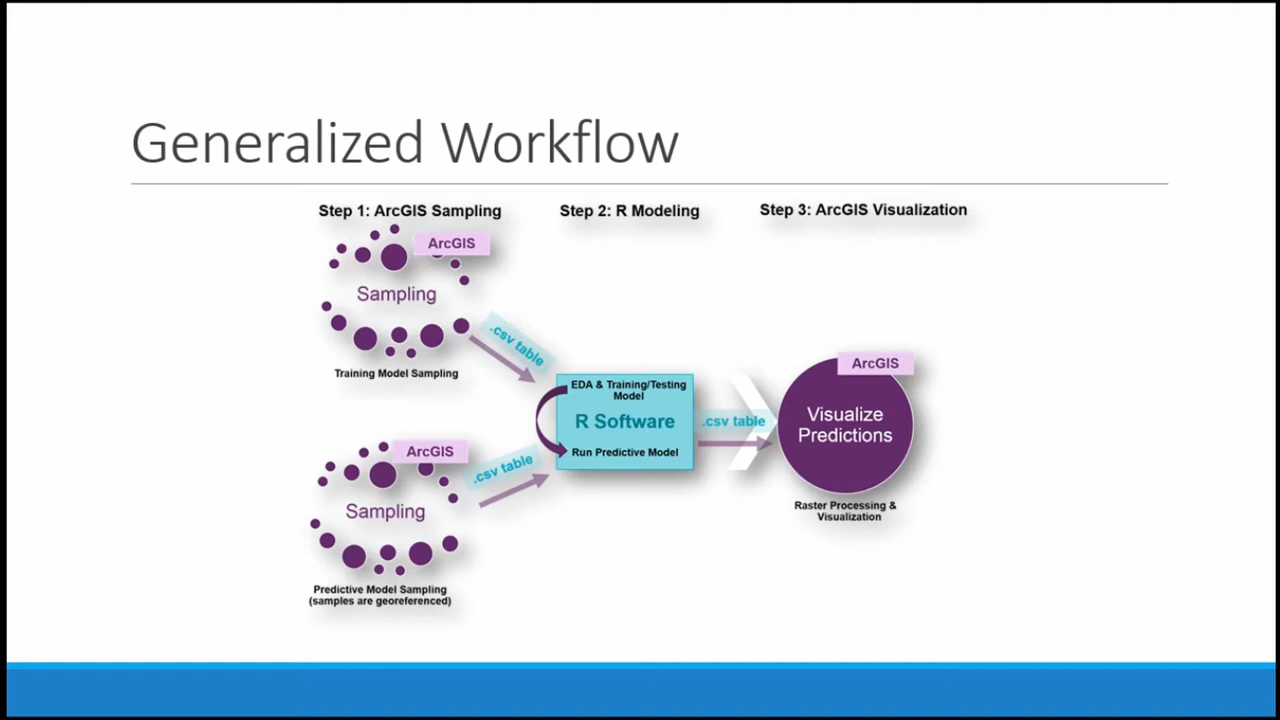 Generalized Workflow
Step 1: ArcGIS Sampling
Step 2: R Modeling
Step 3: ArcGIS Visualization
ArcGIS
Sampling
.csv table
Training Model Sampling
ArcGIS
Sampling
.csv table
Predictive Model Sampling
(samples are georeferenced)
EDA & Training/Testing
Model
R Software
Run Predictive Model
.csv table
ArcGIS
Visualize
Predictions
Raster Processing &
Visualization